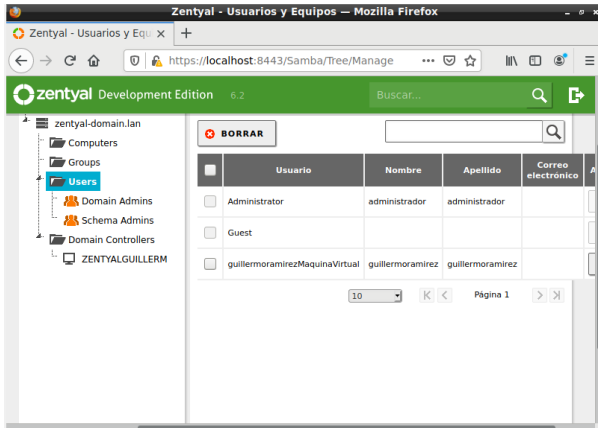 Zentyal - Usuarios y Equipos — Mozilla Firefox
Zentyal - Usuarios y Equ
https://localhost:8443/Samba/Tree/Manage
zentyal Development Edition 6.2
Buscar...
zentyal-domain.lan
Computers
Groups
Users
Domain Admins
Schema Admins
Domain Controllers
ZENTYALGUILLERM
BORRAR
Usuario Nombre Apellido Correo electrónico A
Administrator administrador administrador
Guest
guillermoramirezMaquinaVirtual guillermoramirez guillermoramirez
10 Página 1